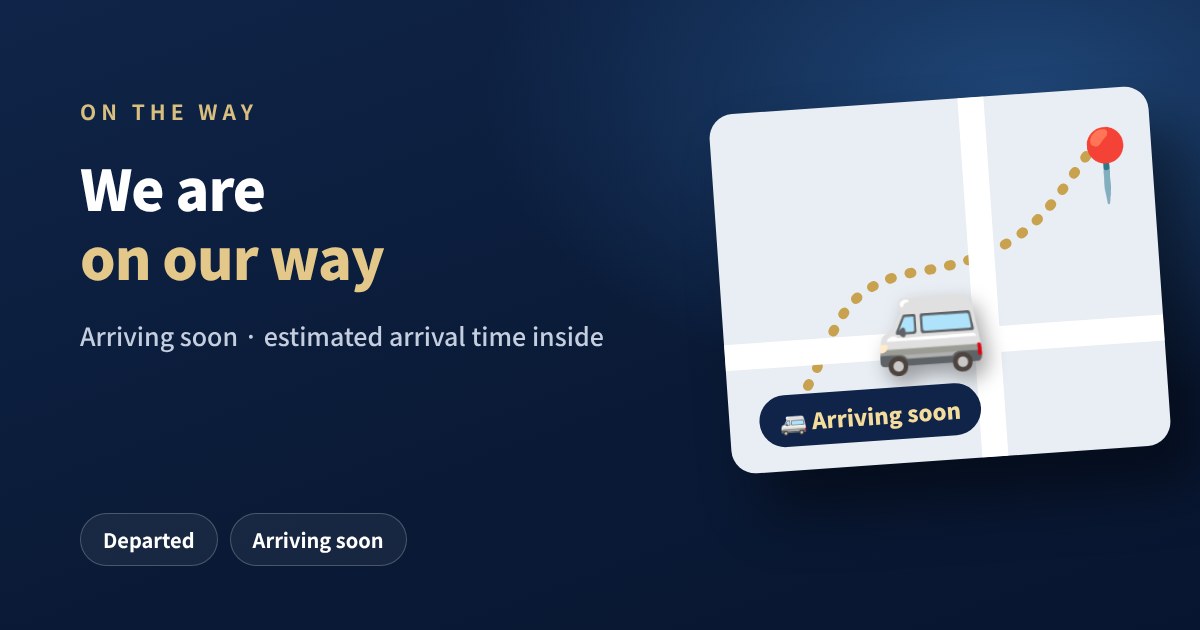 ON THE WAY
We are
on our way
Arriving soon · estimated arrival time inside
Arriving soon
Departed
Arriving soon